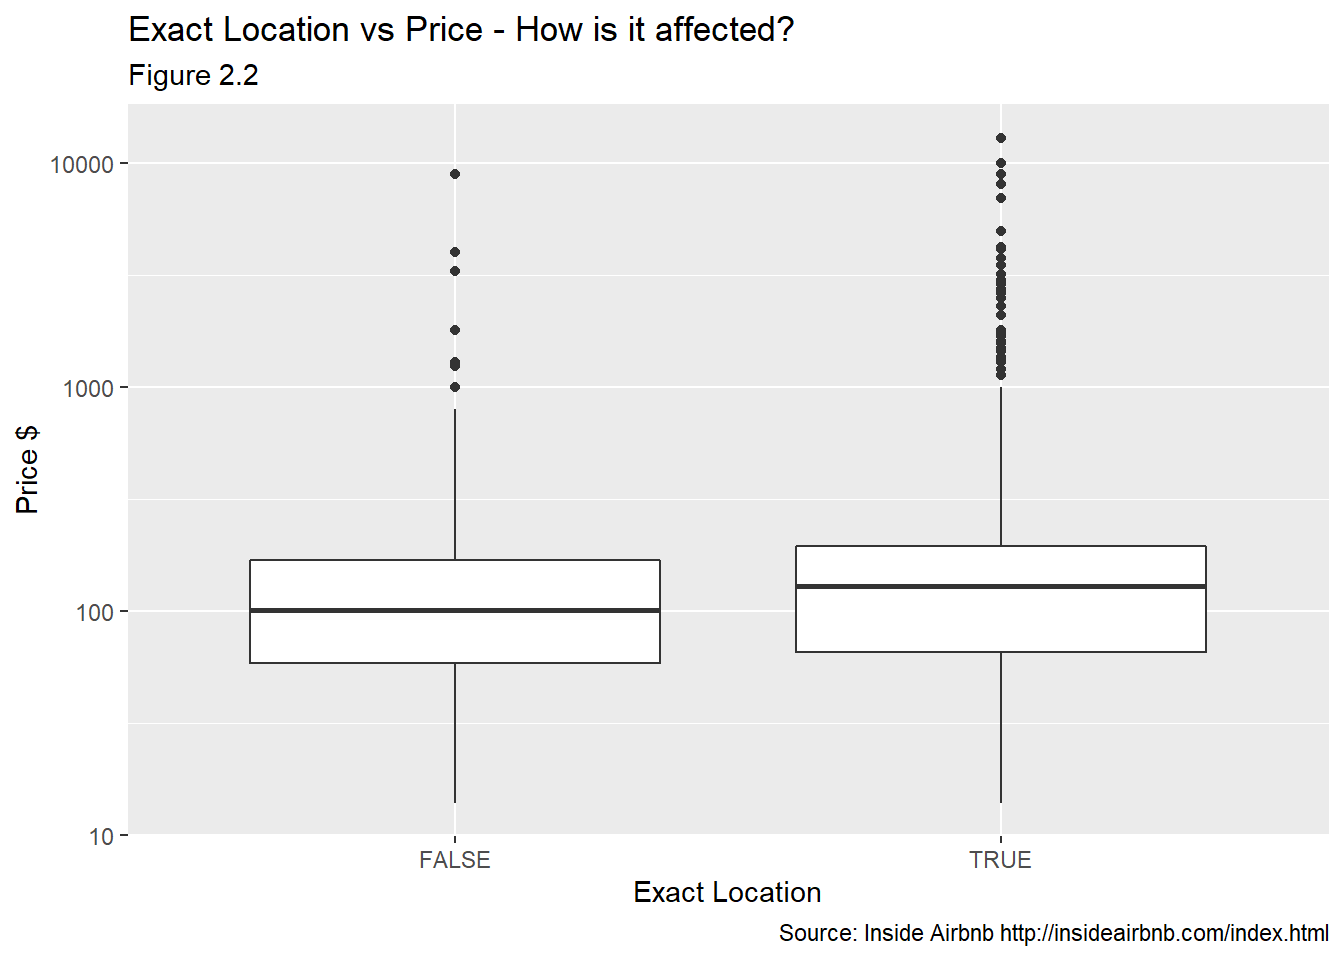 Exact Location vs Price - How is it affected?
Figure 2.2
Price $
10000
1000
100
10
FALSE
TRUE
Exact Location
Source: Inside Airbnb http://insideairbnb.com/index.html